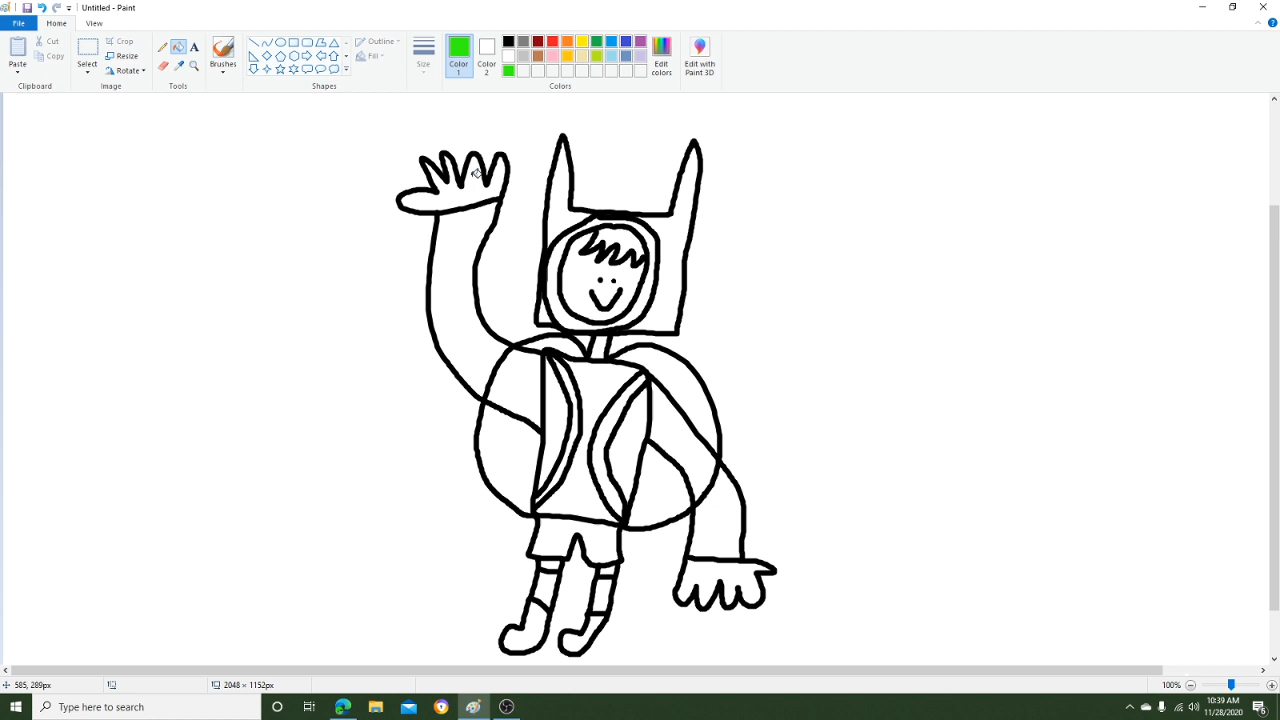 Untitled - Paint
File
Home
View
Paste
Cut
Copy
Clipboard
Select
Crop
Resize
Rotate
Image
A
Tools
Brushes
Outline
Fill
Shapes
Size
Color
1
Color
2
Edit
colors
Colors
Edit with
Paint 3D
585, 289px
2048 × 1152px
100%
Type here to search
10:39 AM
11/28/2020
6